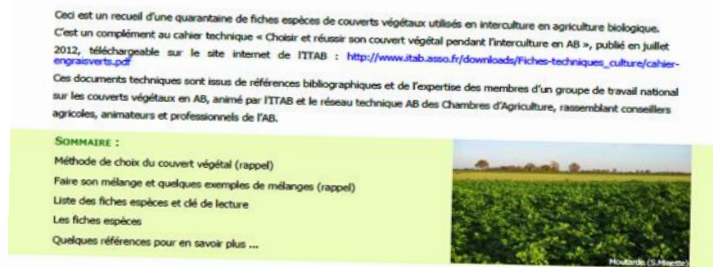 Ceci est un recueil d'une quarantaine de fiches espèces de couverts végétaux utilisés en interculture en agriculture biologique.
C'est un complément au cahier technique « Choisir et réussir son couvert végétal pendant l'interculture en AB », publié en juillet
2012, téléchargeable sur le site internet de l'ITAB : http://www.itab.asso.fr/downloads/Fiches-techniques_culture/cahier-
engraisverts.pdf
Ces documents techniques sont issus de références bibliographiques et de l'expertise des membres d'un groupe de travail national
sur les couverts végétaux en AB, animé par l'ITAB et le réseau technique AB des Chambres d'Agriculture, rassemblant conseillers
agricoles, animateurs et professionnels de l'AB.
SOMMAIRE :
Méthode de choix du couvert végétal (rappel)
Faire son mélange et quelques exemples de mélanges (rappel)
Liste des fiches espèces et clé de lecture
Les fiches espèces
Quelques références pour en savoir plus ...
Moutarde (S.Minette)